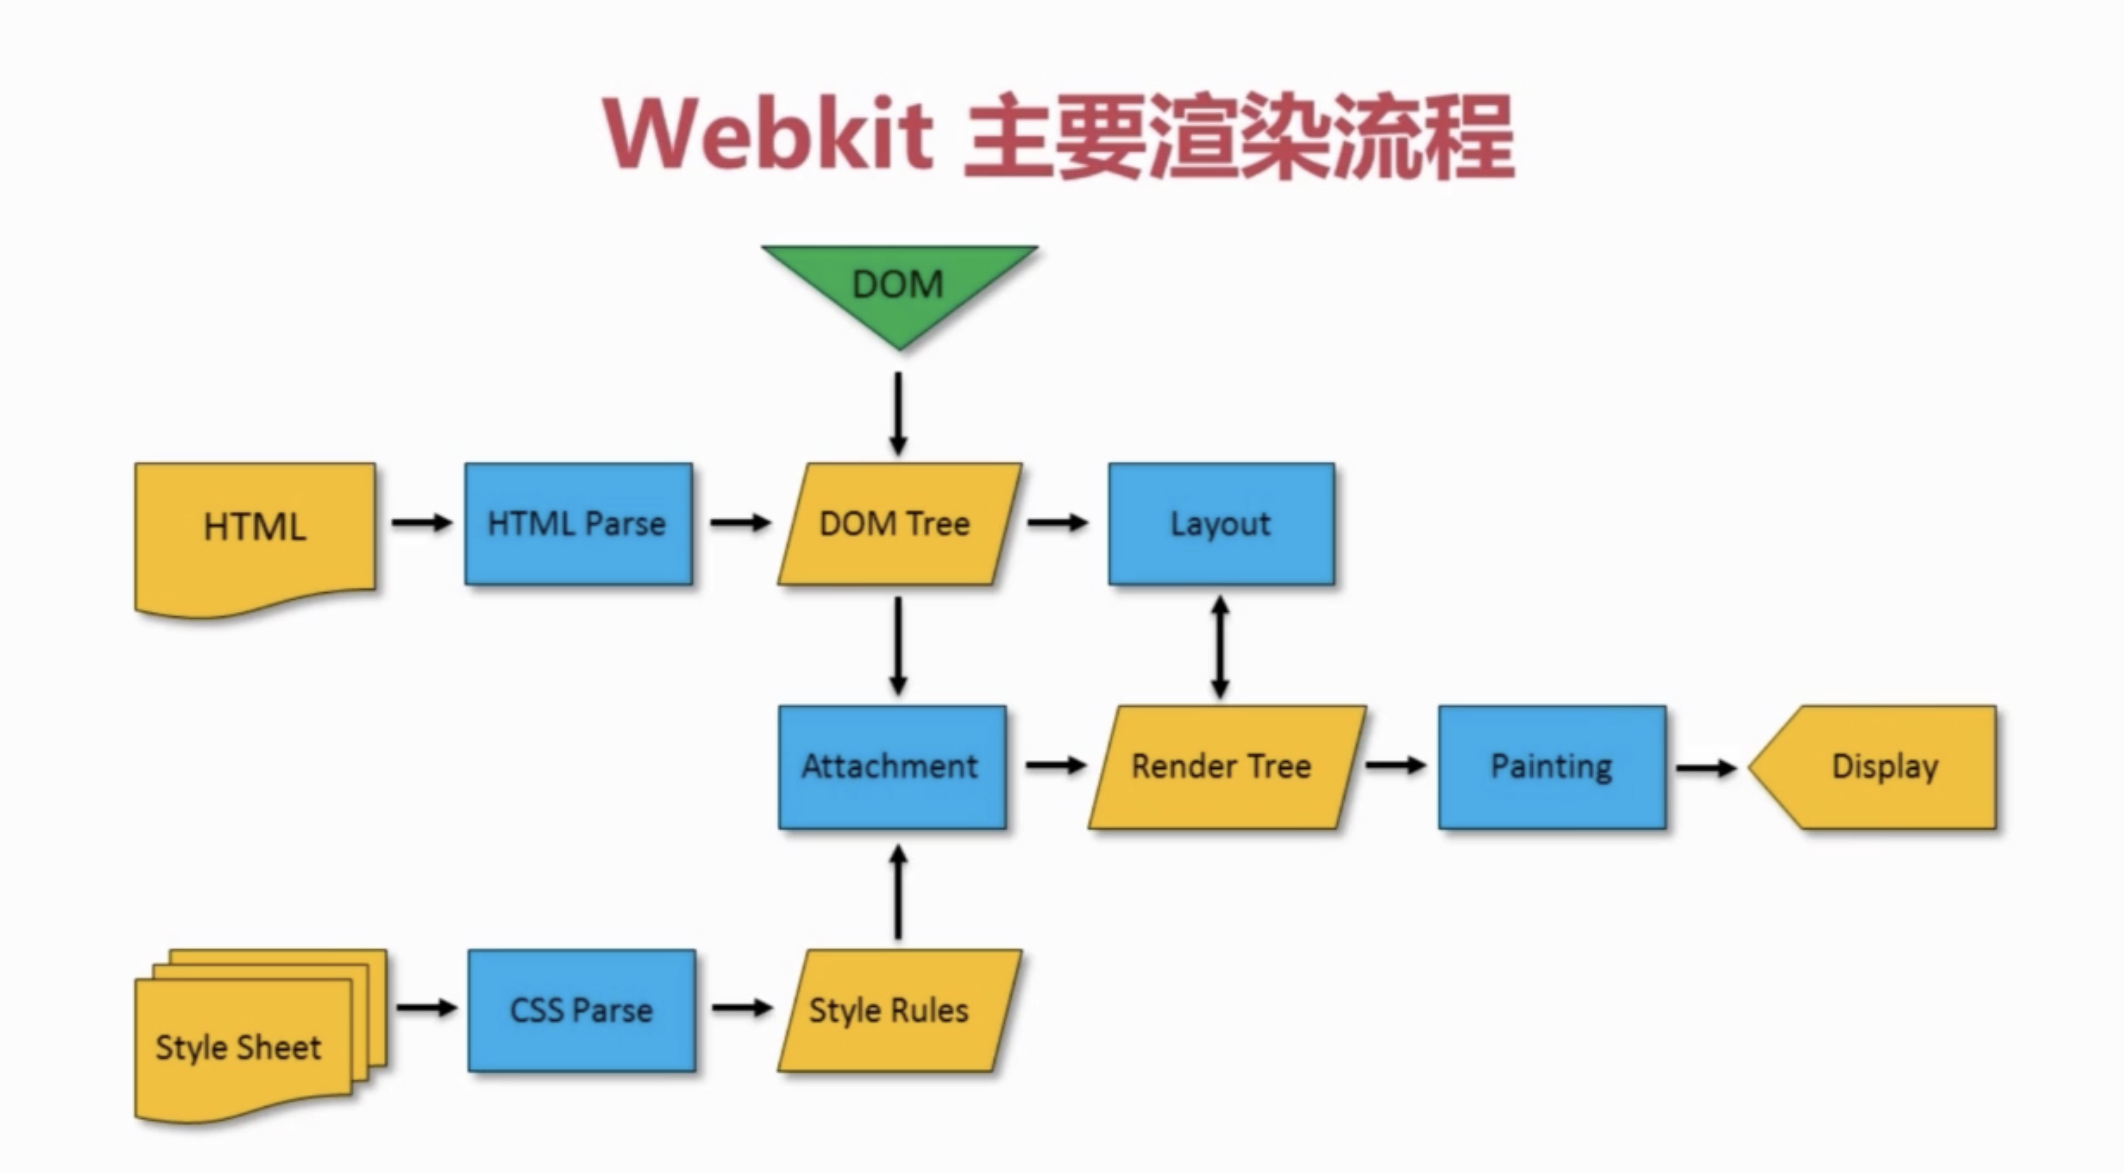 Webkit 主要渲染流程
DOM
HTML
HTML Parse
DOM Tree
Layout
Attachment
Render Tree
Painting
Display
Style Sheet
CSS Parse
Style Rules